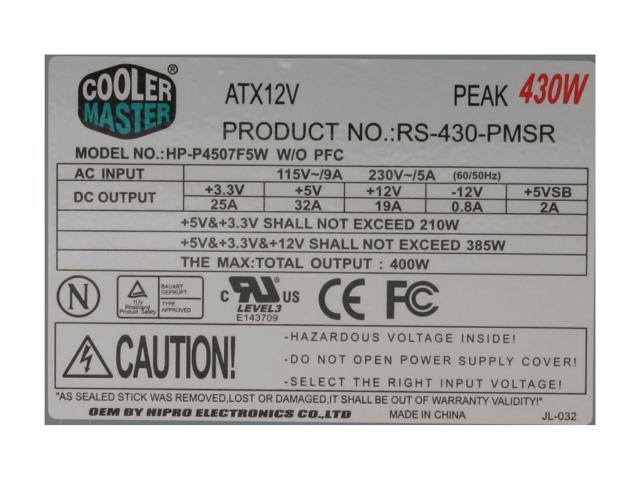 COOLER MASTER ®
ATX12V
PEAK 430W
PRODUCT NO.:RS-430-PMSR
MODEL NO.:HP-P4507F5W W/O PFC
AC INPUT 115V~/9A 230V~/5A (60/50Hz)
DC OUTPUT +3.3V +5V +12V -12V +5VSB
25A 32A 19A 0.8A 2A
+5V&+3.3V SHALL NOT EXCEED 210W
+5V&+3.3V&+12V SHALL NOT EXCEED 385W
THE MAX:TOTAL OUTPUT : 400W
N
TÜV
Rheinland
Product Safety
BAUART
GEPRÜFT
TYPE
APPROVED
C UR US
LEVEL3
E143709
CE FC
CAUTION!
-HAZARDOUS VOLTAGE INSIDE!
-DO NOT OPEN POWER SUPPLY COVER!
-SELECT THE RIGHT INPUT VOLTAGE!
"AS SEALED STICK WAS REMOVED OR DAMAGED,IT SHALL BE OUT OF WARRANTY VALIDITY!"
OEM BY HIPRO ELECTRONICS CO.,LTD MADE IN CHINA JL-032